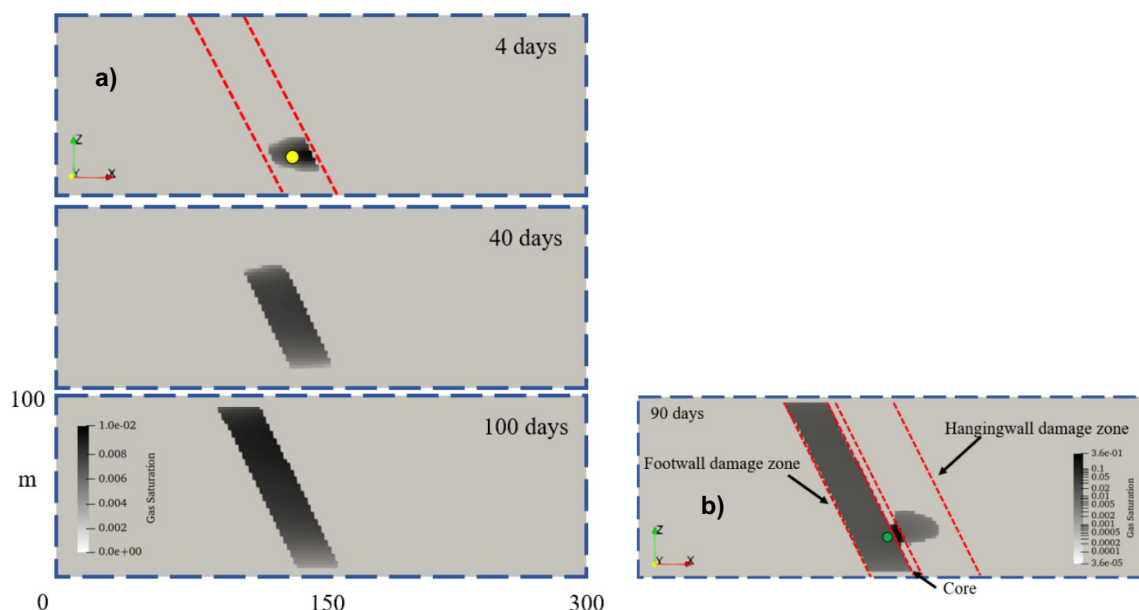 a)
4 days
Z
Y
X
40 days
100
100 days
1.0e-02
0.008
0.006
0.004
0.002
0.0e+00
Gas Saturation
m
0
150
300
90 days
Hangingwall damage zone
Footwall damage zone
b)
3.6e-01
0.1
0.05
0.02
0.01
0.005
0.002
0.001
0.0005
0.0002
0.0001
3.6e-05
Gas Saturation
Z
Y
X
Core